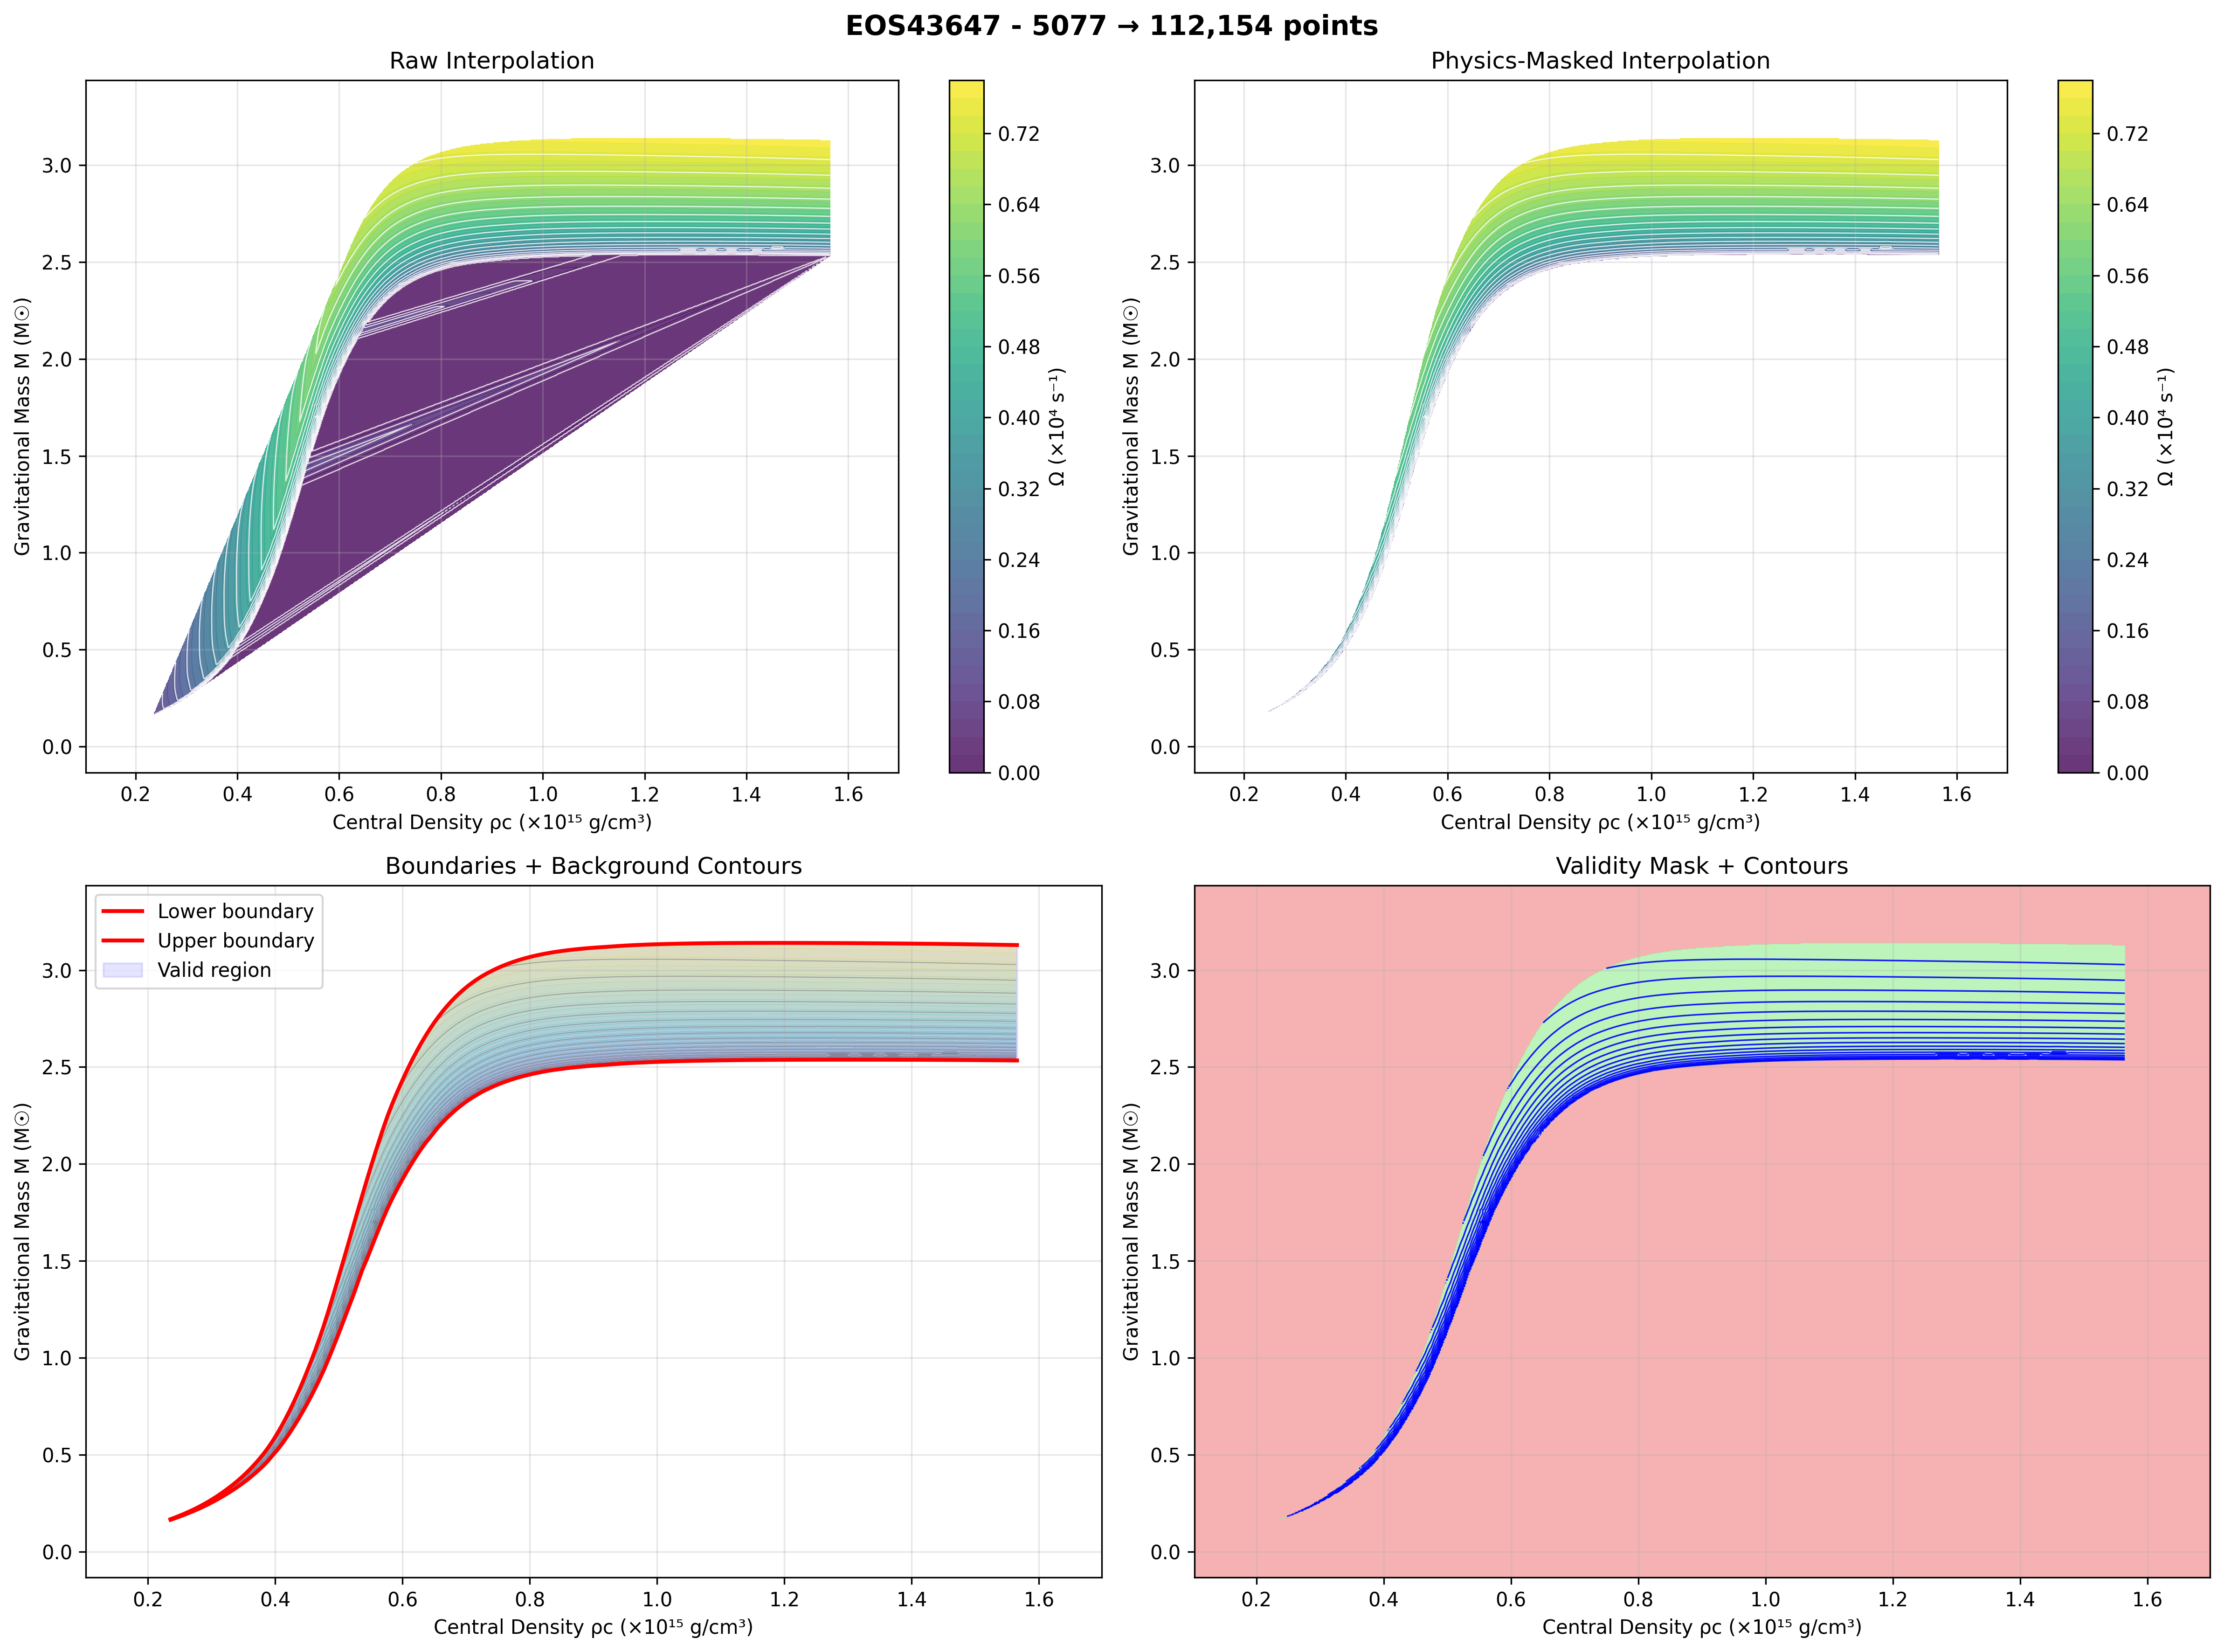 EOS43647 - 5077 → 112,154 points
Raw Interpolation
Gravitational Mass M (M☉)
3.0
2.5
2.0
1.5
1.0
0.5
0.0
0.2 0.4 0.6 0.8 1.0 1.2 1.4 1.6
Central Density ρc (×10¹⁵ g/cm³)
0.72
0.64
0.56
0.48
0.40
0.32
0.24
0.16
0.08
0.00
Ω (×10⁴ s⁻¹)
Physics-Masked Interpolation
Gravitational Mass M (M☉)
3.0
2.5
2.0
1.5
1.0
0.5
0.0
0.2 0.4 0.6 0.8 1.0 1.2 1.4 1.6
Central Density ρc (×10¹⁵ g/cm³)
0.72
0.64
0.56
0.48
0.40
0.32
0.24
0.16
0.08
0.00
Ω (×10⁴ s⁻¹)
Boundaries + Background Contours
Lower boundary
Upper boundary
Valid region
Gravitational Mass M (M☉)
3.0
2.5
2.0
1.5
1.0
0.5
0.0
0.2 0.4 0.6 0.8 1.0 1.2 1.4 1.6
Central Density ρc (×10¹⁵ g/cm³)
Validity Mask + Contours
Gravitational Mass M (M☉)
3.0
2.5
2.0
1.5
1.0
0.5
0.0
0.2 0.4 0.6 0.8 1.0 1.2 1.4 1.6
Central Density ρc (×10¹⁵ g/cm³)